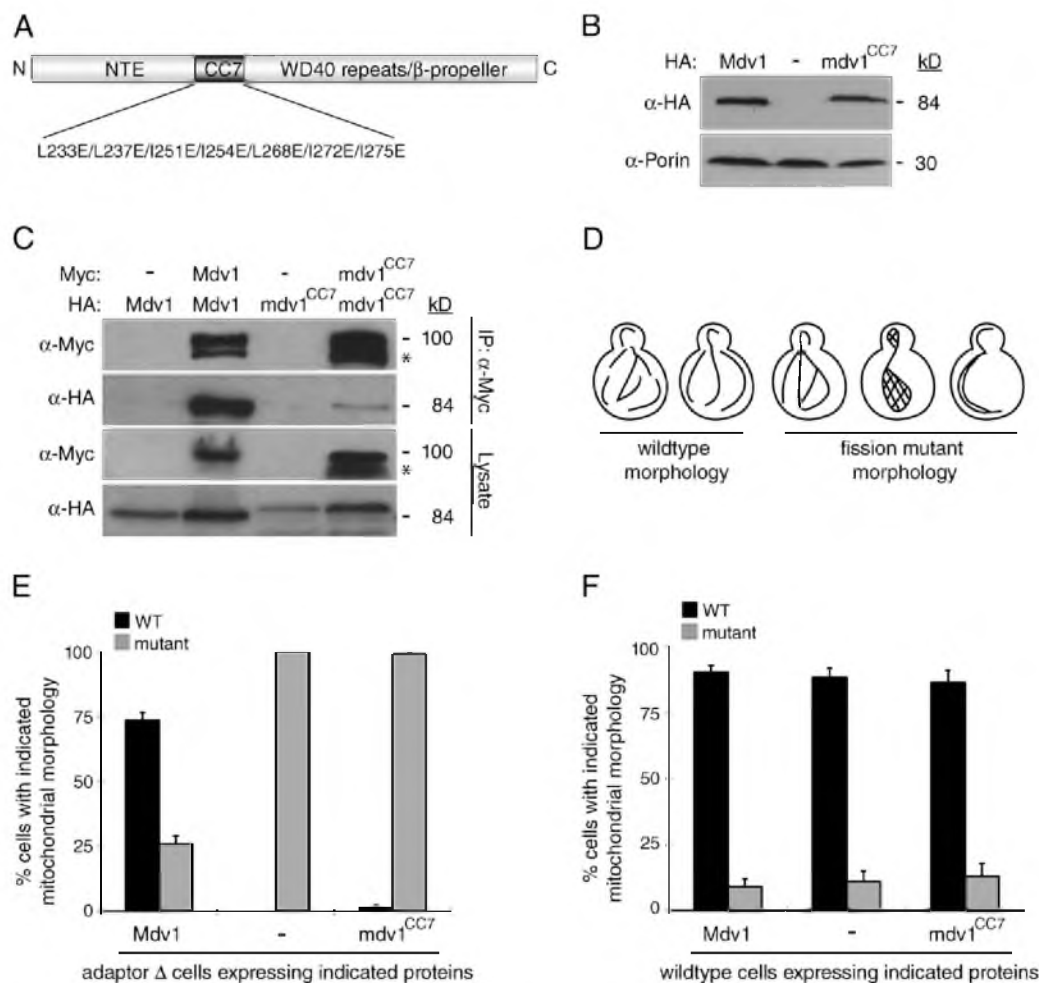 A
N NTE CC7 WD40 repeats/β-propeller C
L233E/L237E/I251E/I254E/L268E/I272E/I275E
B
HA: Mdv1 - mdv1CC7 kD
α-HA - 84
α-Porin - 30
C
Myc: - Mdv1 - mdv1CC7
HA: Mdv1 Mdv1 mdv1CC7 mdv1CC7 kD
α-Myc - 100
*
α-HA - 84
IP: α-Myc
α-Myc - 100
*
α-HA - 84
Lysate
D
wildtype morphology
fission mutant morphology
E
WT
mutant
% cells with indicated mitochondrial morphology
100
75
50
25
0
Mdv1 - mdv1CC7
adaptor Δ cells expressing indicated proteins
F
WT
mutant
% cells with indicated mitochondrial morphology
100
75
50
25
0
Mdv1 - mdv1CC7
wildtype cells expressing indicated proteins